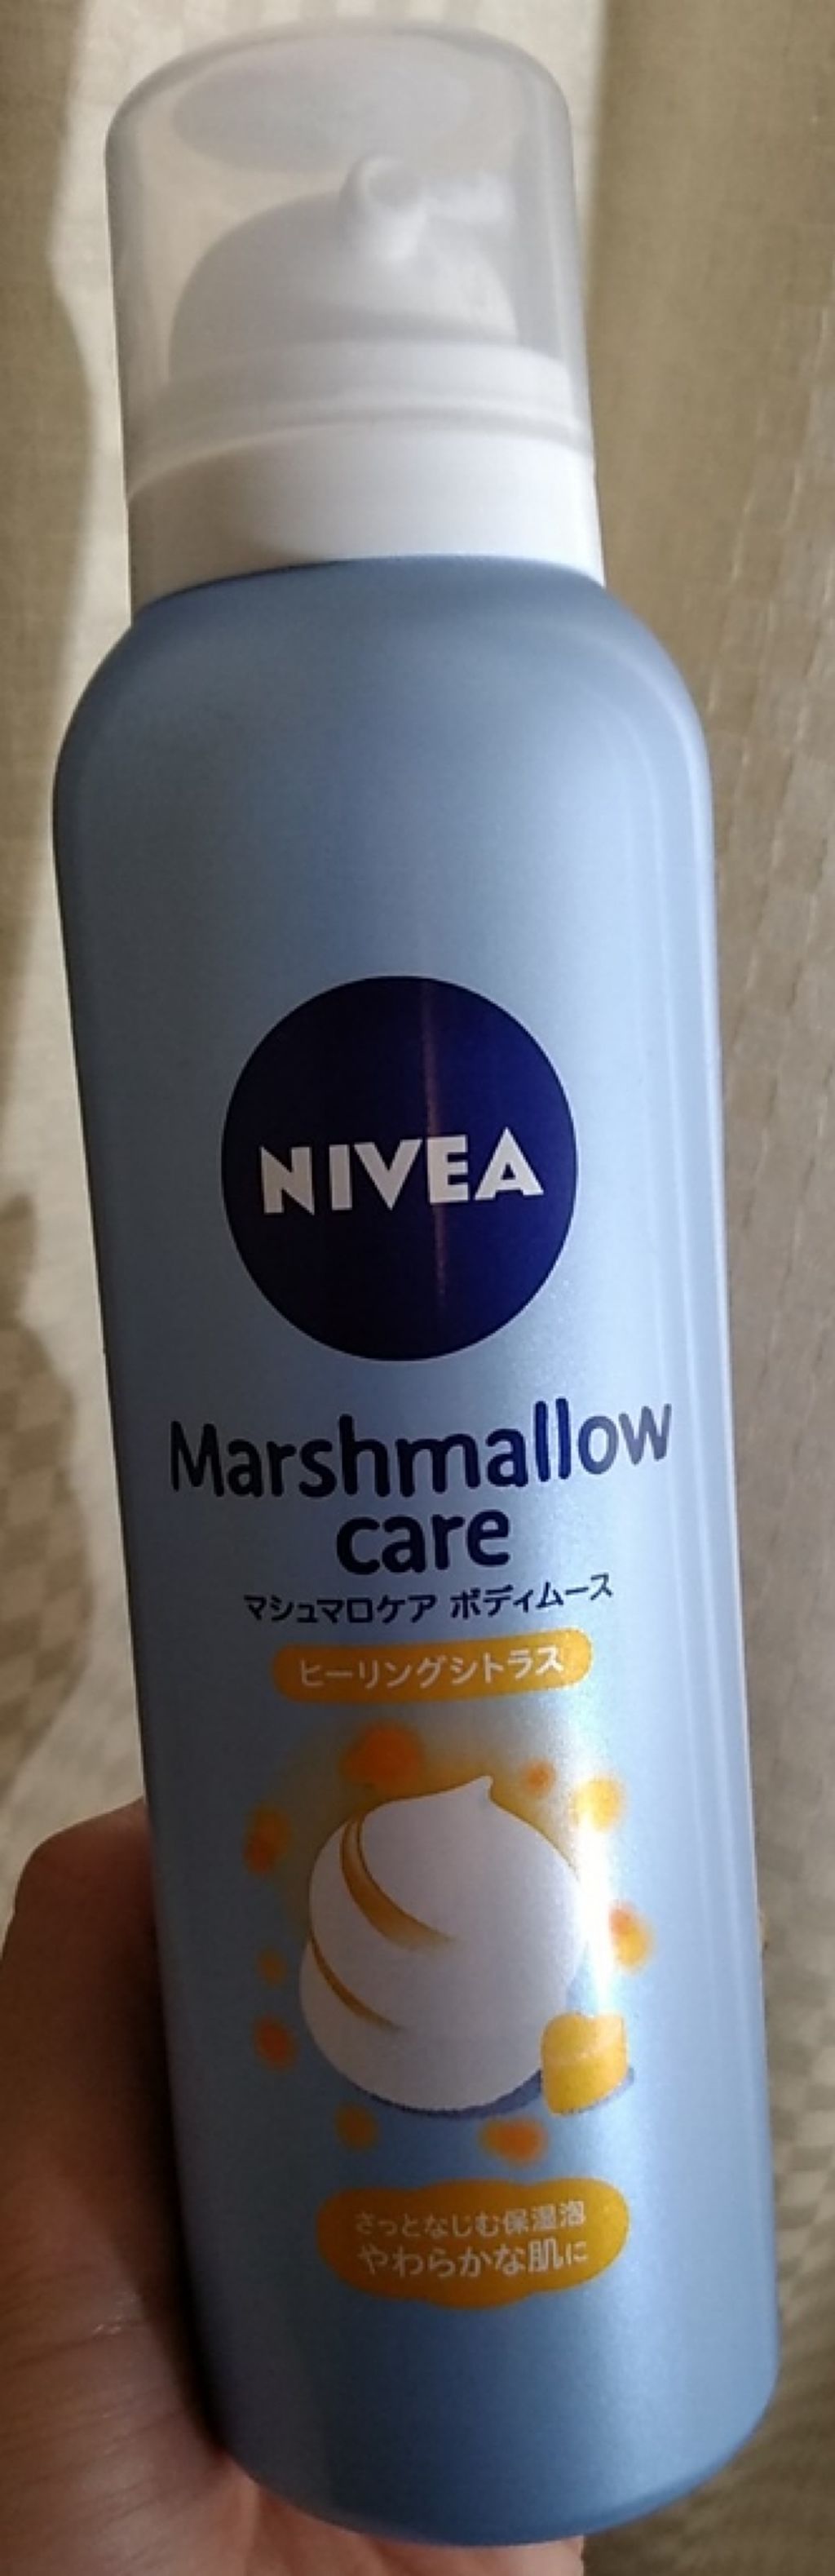 NIVEA
Marshmallow
care
マシュマロケア ボディムース
ヒーリングシトラス
さっとなじむ保湿泡
やわらかな肌に